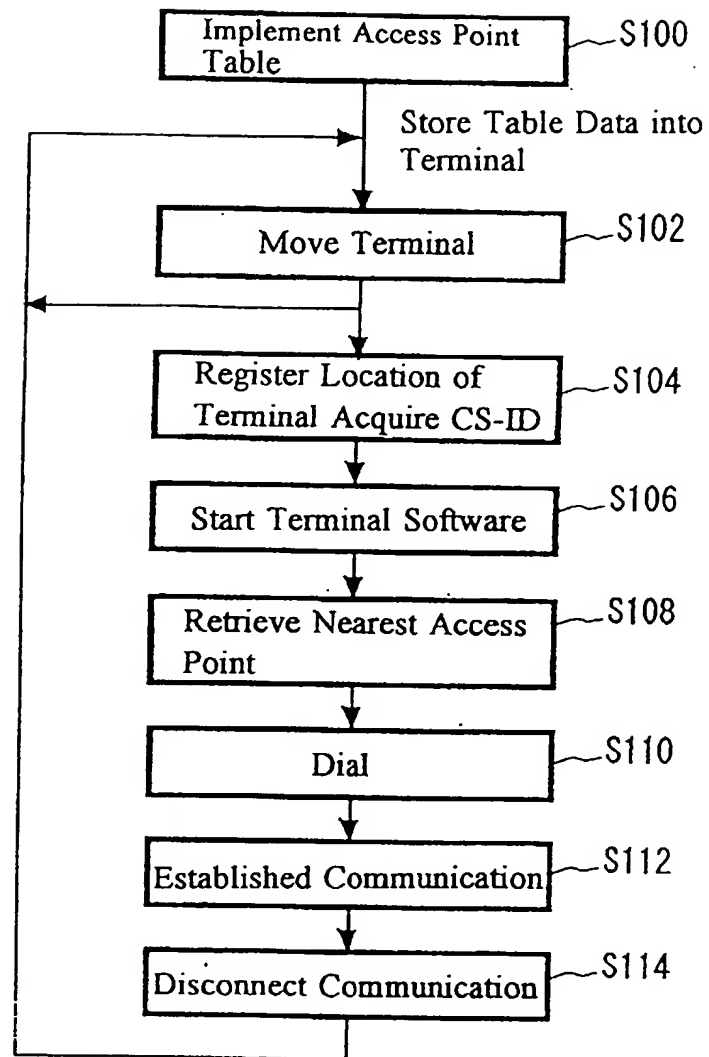 Implement Access Point
Table
S100
Store Table Data into
Terminal
Move Terminal
S102
Register Location of
Terminal Acquire CS-ID
S104
Start Terminal Software
S106
Retrieve Nearest Access
Point
S108
Dial
S110
Established Communication
S112
Disconnect Communication
S114